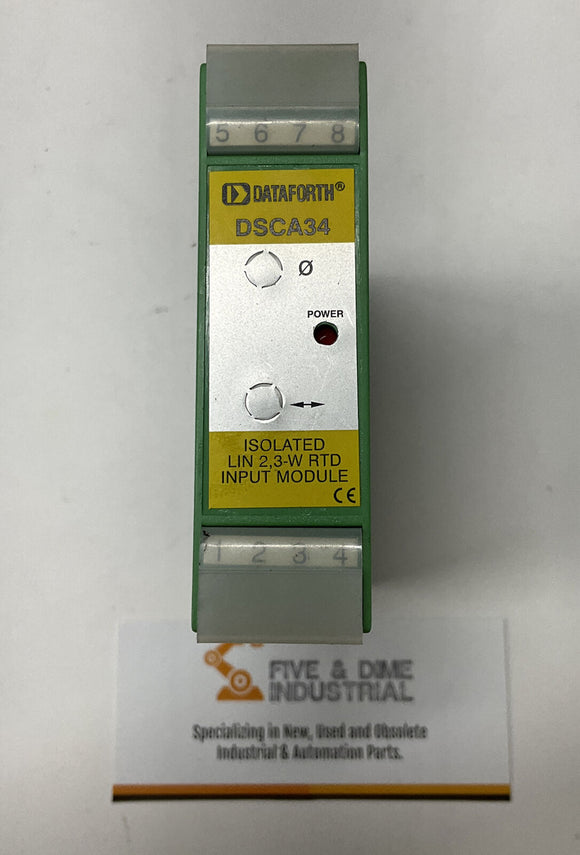 5 6 7 8
DATAFORTH®
DSCA34
Ø
POWER
ISOLATED
LIN 2,3-W RTD
INPUT MODULE
CE
1 2 3 4
FIVE & DIME
INDUSTRIAL
Specializing in New, Used and Obsolete
Industrial & Automation Parts.